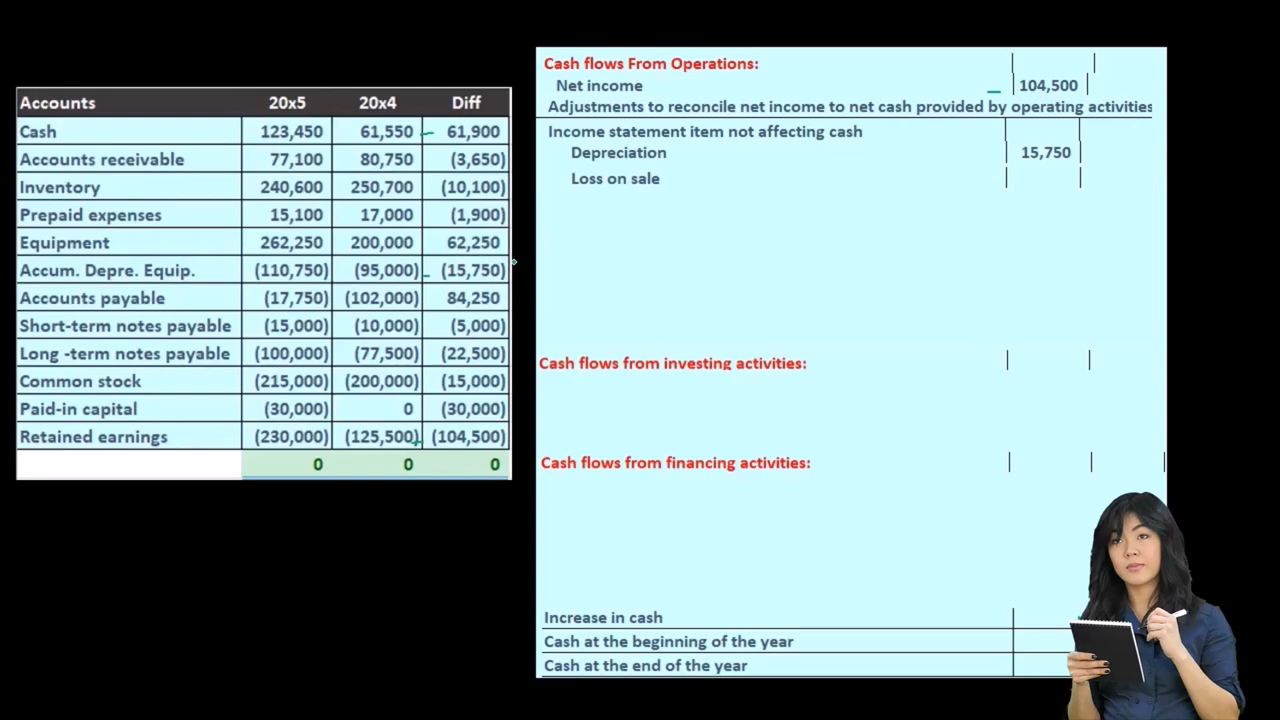 Accounts 20x5 20x4 Diff
Cash 123,450 61,550 61,900
Accounts receivable 77,100 80,750 (3,650)
Inventory 240,600 250,700 (10,100)
Prepaid expenses 15,100 17,000 (1,900)
Equipment 262,250 200,000 62,250
Accum. Depre. Equip. (110,750) (95,000) (15,750)
Accounts payable (17,750) (102,000) 84,250
Short-term notes payable (15,000) (10,000) (5,000)
Long -term notes payable (100,000) (77,500) (22,500)
Common stock (215,000) (200,000) (15,000)
Paid-in capital (30,000) 0 (30,000)
Retained earnings (230,000) (125,500) (104,500)
0 0 0
Cash flows From Operations:
Net income 104,500
Adjustments to reconcile net income to net cash provided by operating activities
Income statement item not affecting cash
Depreciation 15,750
Loss on sale
Cash flows from investing activities:
Cash flows from financing activities:
Increase in cash
Cash at the beginning of the year
Cash at the end of the year